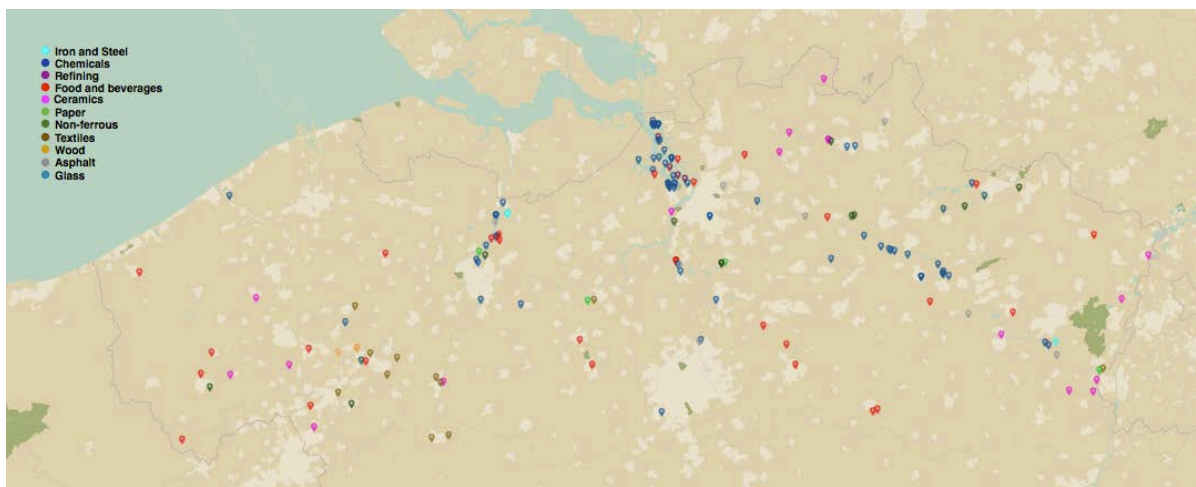 Iron and Steel
Chemicals
Refining
Food and beverages
Ceramics
Paper
Non-ferrous
Textiles
Wood
Asphalt
Glass